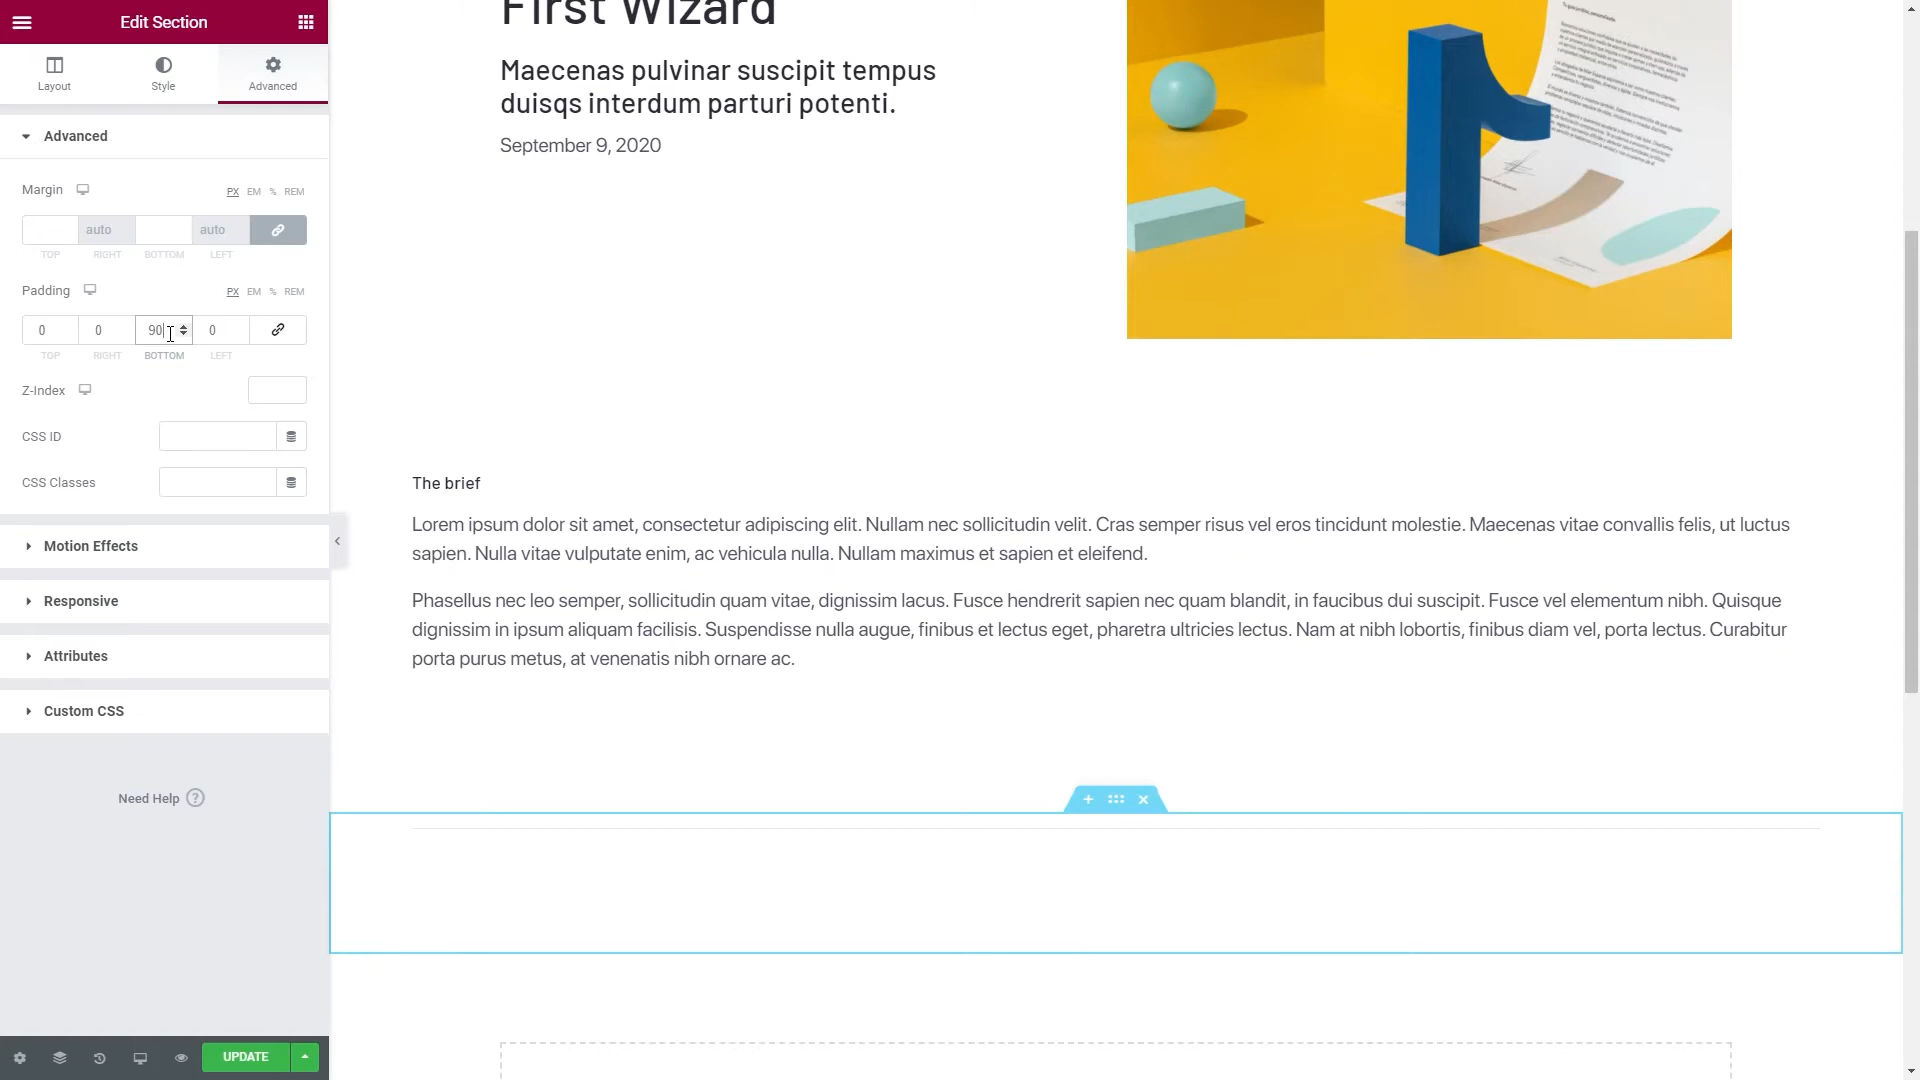 Edit Section
Layout
Style
Advanced
Advanced
Margin
PX EM % REM
auto
auto
TOP RIGHT BOTTOM LEFT
Padding
PX EM % REM
0
0
90
0
TOP RIGHT BOTTOM LEFT
Z-Index
CSS ID
CSS Classes
Motion Effects
Responsive
Attributes
Custom CSS
Need Help ?
UPDATE
First Wizard
Maecenas pulvinar suscipit tempus
duisqs interdum parturi potenti.
September 9, 2020
The brief
Lorem ipsum dolor sit amet, consectetur adipiscing elit. Nullam nec sollicitudin velit. Cras semper risus vel eros tincidunt molestie. Maecenas vitae convallis felis, ut luctus
sapien. Nulla vitae vulputate enim, ac vehicula nulla. Nullam maximus et sapien et eleifend.
Phasellus nec leo semper, sollicitudin quam vitae, dignissim lacus. Fusce hendrerit sapien nec quam blandit, in faucibus dui suscipit. Fusce vel elementum nibh. Quisque
dignissim in ipsum aliquam facilisis. Suspendisse nulla augue, finibus et lectus eget, pharetra ultricies lectus. Nam at nibh lobortis, finibus diam vel, porta lectus. Curabitur
porta purus metus, at venenatis nibh ornare ac.